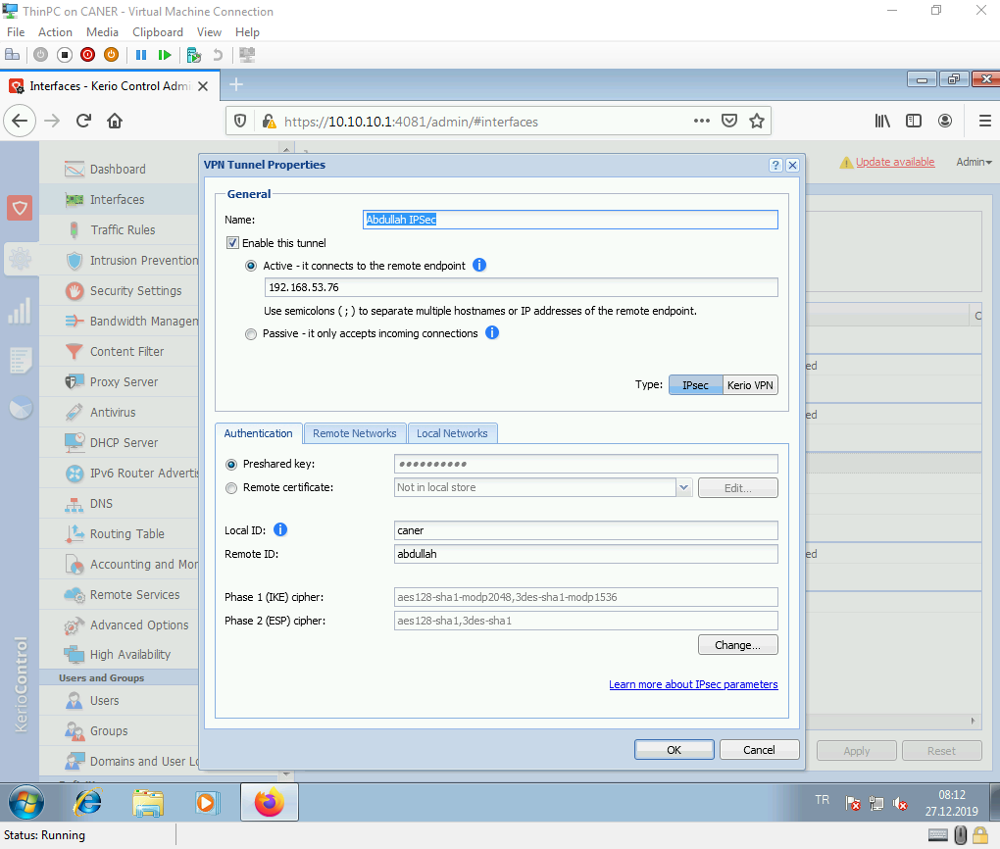 ThinPC on CANER - Virtual Machine Connection
File Action Media Clipboard View Help
Interfaces - Kerio Control Admi
https://10.10.10.1:4081/admin/#interfaces
Update available
Admin
KerioControl
Dashboard
Interfaces
Traffic Rules
Intrusion Prevention
Security Settings
Bandwidth Managem
Content Filter
Proxy Server
Antivirus
DHCP Server
IPv6 Router Adverti
DNS
Routing Table
Accounting and Mor
Remote Services
Advanced Options
High Availability
Users and Groups
Users
Groups
Domains and User Lo
VPN Tunnel Properties
General
Name: Abdullah IPSec
Enable this tunnel
Active - it connects to the remote endpoint
192.168.53.76
Use semicolons ( ; ) to separate multiple hostnames or IP addresses of the remote endpoint.
Passive - it only accepts incoming connections
Type: IPsec Kerio VPN
Authentication Remote Networks Local Networks
Preshared key: ●●●●●●●●●●
Remote certificate: Not in local store Edit...
Local ID: caner
Remote ID: abdullah
Phase 1 (IKE) cipher: aes128-sha1-modp2048,3des-sha1-modp1536
Phase 2 (ESP) cipher: aes128-sha1,3des-sha1
Change...
Learn more about IPsec parameters
OK Cancel
ed
ed
ed
Apply Reset
TR
08:12
27.12.2019
Status: Running